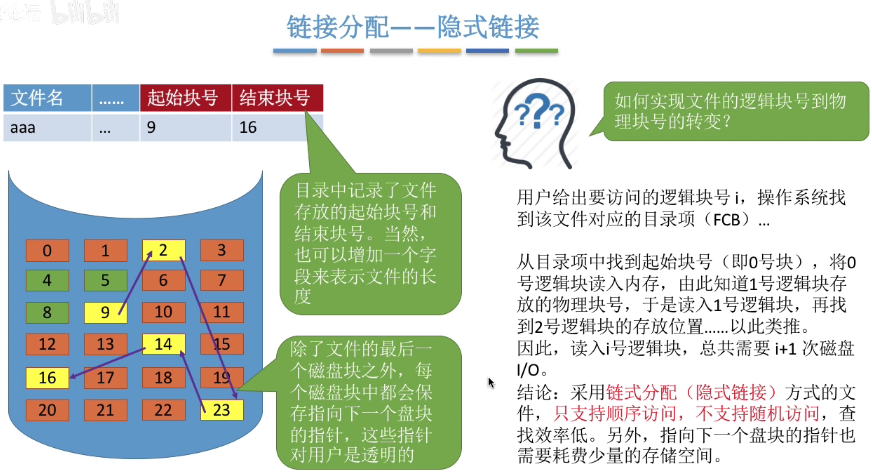 bilibili
链接分配——隐式链接
文件名 …… 起始块号 结束块号
aaa … 9 16
如何实现文件的逻辑块号到物
理块号的转变？
目录中记录了文件
存放的起始块号和
结束块号。当然，
也可以增加一个字
段来表示文件的长
度
0 1 2 3
4 5 6 7
8 9 10 11
12 13 14 15
16 17 18 19
20 21 22 23
除了文件的最后一
个磁盘块之外，每
个磁盘块中都会保
存指向下一个盘块
的指针，这些指针
对用户是透明的
用户给出要访问的逻辑块号 i，操作系统找
到该文件对应的目录项（FCB）…
从目录项中找到起始块号（即0号块），将0
号逻辑块读入内存，由此知道1号逻辑块存
放的物理块号，于是读入1号逻辑块，再找
到2号逻辑块的存放位置……以此类推。
因此，读入i号逻辑块，总共需要 i+1 次磁盘
I/O。
结论：采用链式分配（隐式链接）方式的文
件，只支持顺序访问，不支持随机访问，查
找效率低。另外，指向下一个盘块的指针也
需要耗费少量的存储空间。